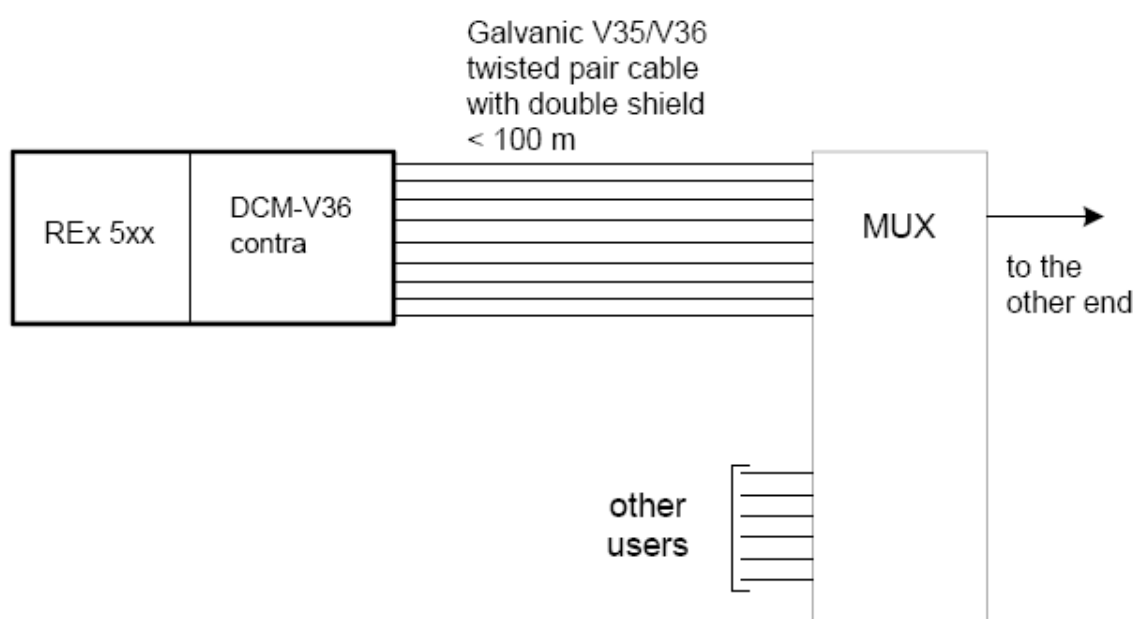 Galvanic V35/V36
twisted pair cable
with double shield
< 100 m
REx 5xx
DCM-V36
contra
MUX
to the
other end
other
users